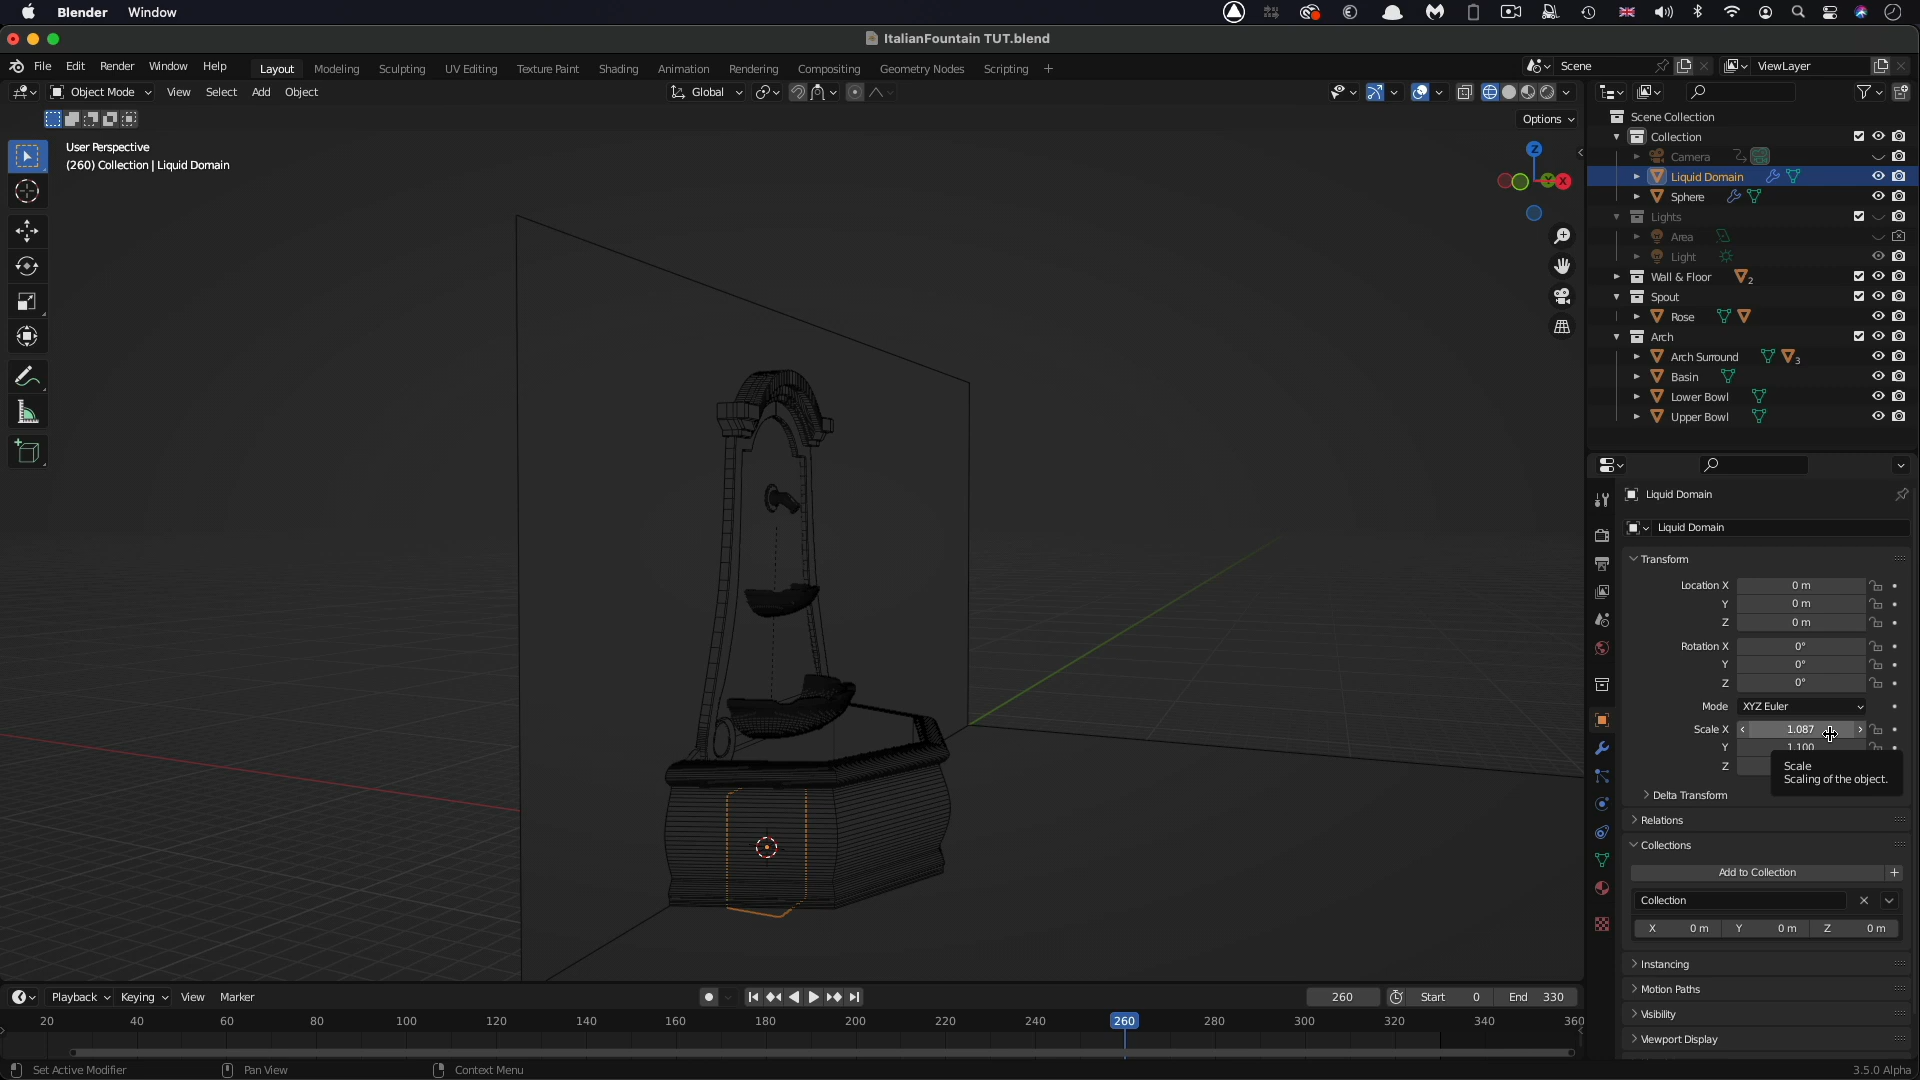 Blender Window
ItalianFountain TUT.blend
File Edit Render Window Help Layout Modeling Sculpting UV Editing Texture Paint Shading Animation Rendering Compositing Geometry Nodes Scripting + Scene ViewLayer
Object Mode View Select Add Object Global
Options
User Perspective
(260) Collection | Liquid Domain
Z
X
Y
Scene Collection
Collection
Camera
Liquid Domain
Sphere
Lights
Area
Light
Wall & Floor 2
Spout
Rose
Arch
Arch Surround 3
Basin
Lower Bowl
Upper Bowl
Liquid Domain
Liquid Domain
Transform
Location X 0 m
Y 0 m
Z 0 m
Rotation X 0°
Y 0°
Z 0°
Mode XYZ Euler
Scale X 1.087
Y 1.100
Z
Scale
Scaling of the object.
Delta Transform
Relations
Collections
Add to Collection +
Collection
X 0 m Y 0 m Z 0 m
Instancing
Motion Paths
Visibility
Viewport Display
Playback Keying View Marker 260 Start 0 End 330
20 40 60 80 100 120 140 160 180 200 220 240 260 280 300 320 340 360
Set Active Modifier Pan View Context Menu 3.5.0 Alpha